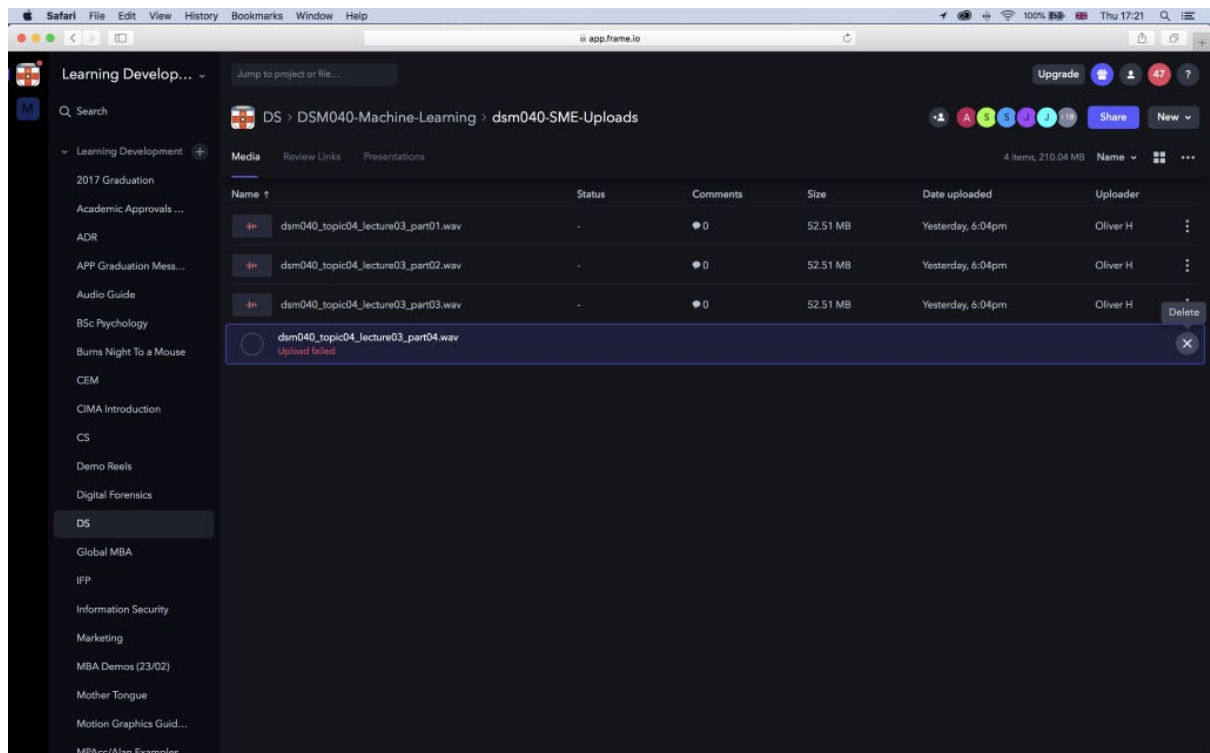 Safari File Edit View History Bookmarks Window Help 100% Thu 17:21
app.frame.io
Learning Develop...
Jump to project or file...
Upgrade 47 ?
M
Search
DS > DSM040-Machine-Learning > dsm040-SME-Uploads
A S S J J +18 Share New
Learning Development +
Media Review Links Presentations
4 items, 210.04 MB Name
2017 Graduation
Name ↑ Status Comments Size Date uploaded Uploader
Academic Approvals ...
dsm040_topic04_lecture03_part01.wav - 0 52.51 MB Yesterday, 6:04pm Oliver H
ADR
APP Graduation Mess...
dsm040_topic04_lecture03_part02.wav - 0 52.51 MB Yesterday, 6:04pm Oliver H
Audio Guide
dsm040_topic04_lecture03_part03.wav - 0 52.51 MB Yesterday, 6:04pm Oliver H
Delete
BSc Psychology
dsm040_topic04_lecture03_part04.wav
Upload failed
Burns Night To a Mouse
CEM
CIMA Introduction
CS
Demo Reels
Digital Forensics
DS
Global MBA
IFP
Information Security
Marketing
MBA Demos (23/02)
Mother Tongue
Motion Graphics Guid...
MPAcc/Alan Examples